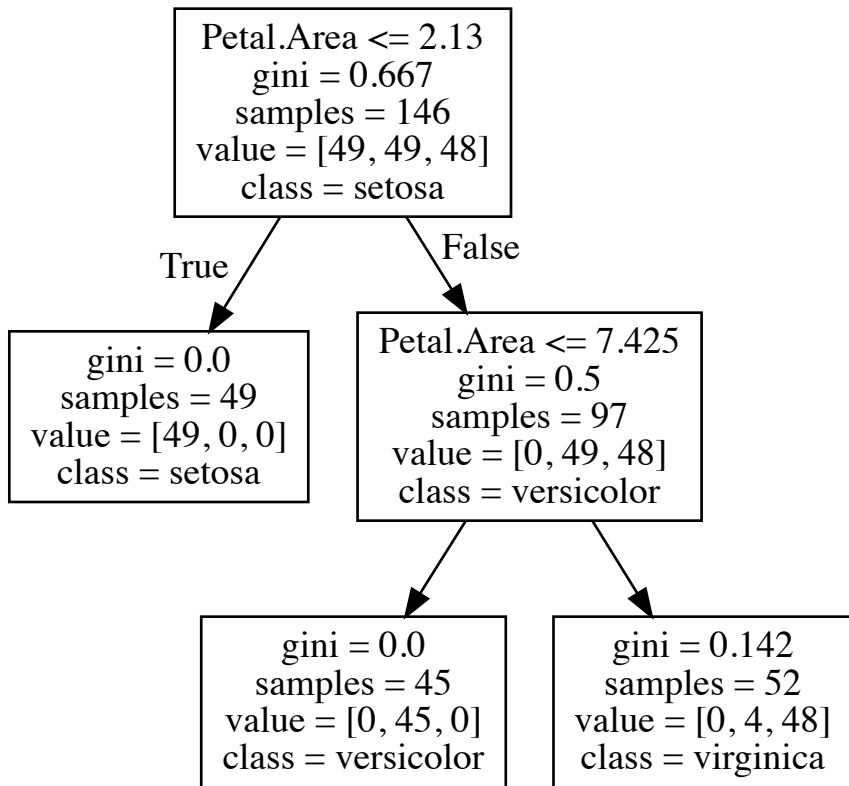 Petal.Area <= 2.13
gini = 0.667
samples = 146
value = [49, 49, 48]
class = setosa
True
False
gini = 0.0
samples = 49
value = [49, 0, 0]
class = setosa
Petal.Area <= 7.425
gini = 0.5
samples = 97
value = [0, 49, 48]
class = versicolor
gini = 0.0
samples = 45
value = [0, 45, 0]
class = versicolor
gini = 0.142
samples = 52
value = [0, 4, 48]
class = virginica